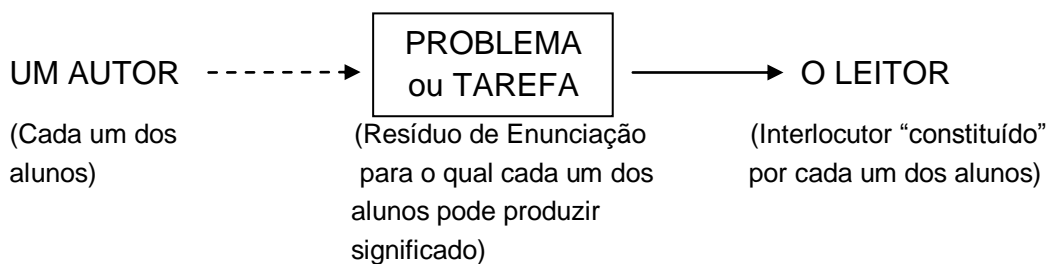 PROBLEMA
UM AUTOR
ou TAREFA
O LEITOR
(Cada um dos
alunos)
(Resíduo de Enunciação
para o qual cada um dos
alunos pode produzir
significado)
(Interlocutor “constituído”
por cada um dos alunos)